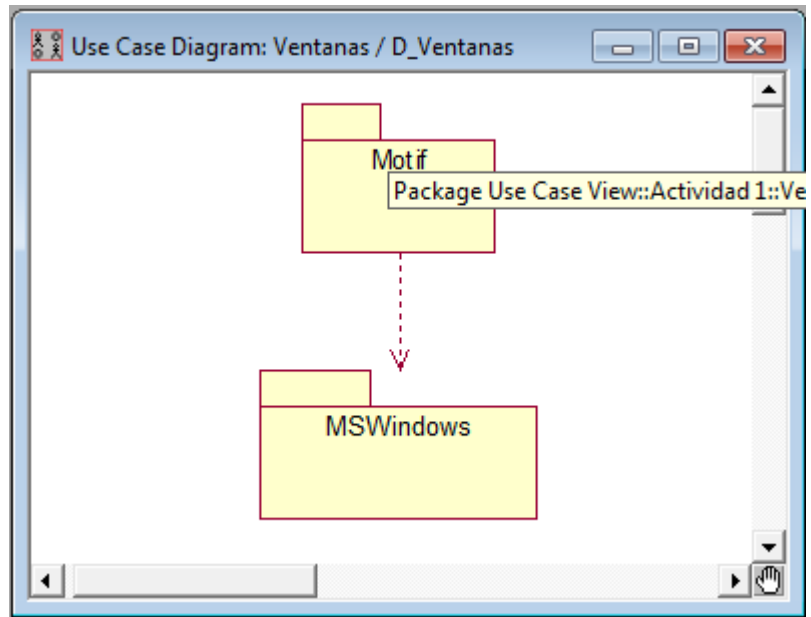 Use Case Diagram: Ventanas / D_Ventanas
Motif
Package Use Case View::Actividad 1::Ve
MSWindows